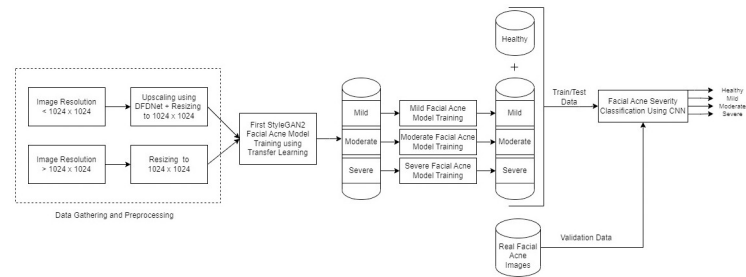 Healthy
+
Image Resolution
< 1024 x 1024
Upscaling using
DFDNet + Resizing
to 1024 x 1024
Image Resolution
> 1024 x 1024
Resizing to
1024 x 1024
Data Gathering and Preprocessing
First StyleGAN2
Facial Acne Model
Training using
Transfer Learning
Mild
Moderate
Severe
Mild Facial Acne
Model Training
Moderate Facial Acne
Model Training
Severe Facial Acne
Model Training
Mild
Moderate
Severe
Train/Test
Data
Facial Acne Severity
Classification Using CNN
Healthy
Mild
Moderate
Severe
Real Facial
Acne
Images
Validation Data